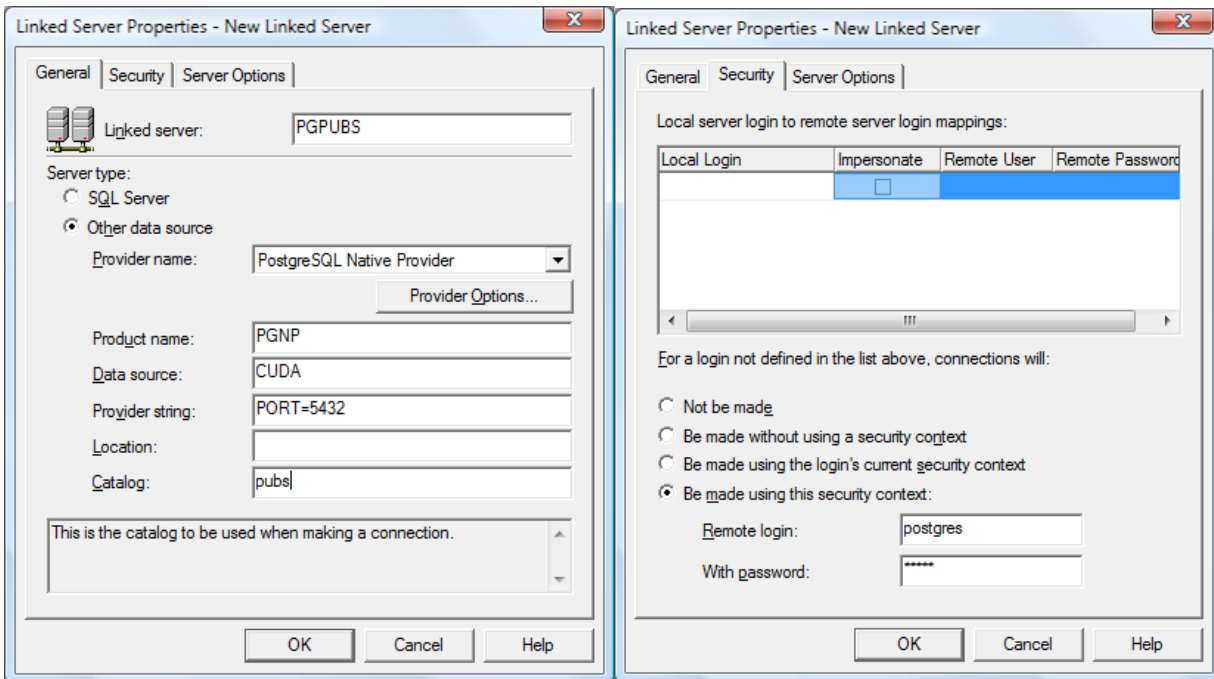 Linked Server Properties - New Linked Server
General Security Server Options
Linked server: PGPUBS
Server type:
SQL Server
Other data source
Provider name: PostgreSQL Native Provider
Provider Options...
Product name: PGNP
Data source: CUDA
Provider string: PORT=5432
Location:
Catalog: pubs
This is the catalog to be used when making a connection.
OK Cancel Help
Linked Server Properties - New Linked Server
General Security Server Options
Local server login to remote server login mappings:
Local Login Impersonate Remote User Remote Password
For a login not defined in the list above, connections will:
Not be made
Be made without using a security context
Be made using the login's current security context
Be made using this security context:
Remote login: postgres
With password: *****
OK Cancel Help